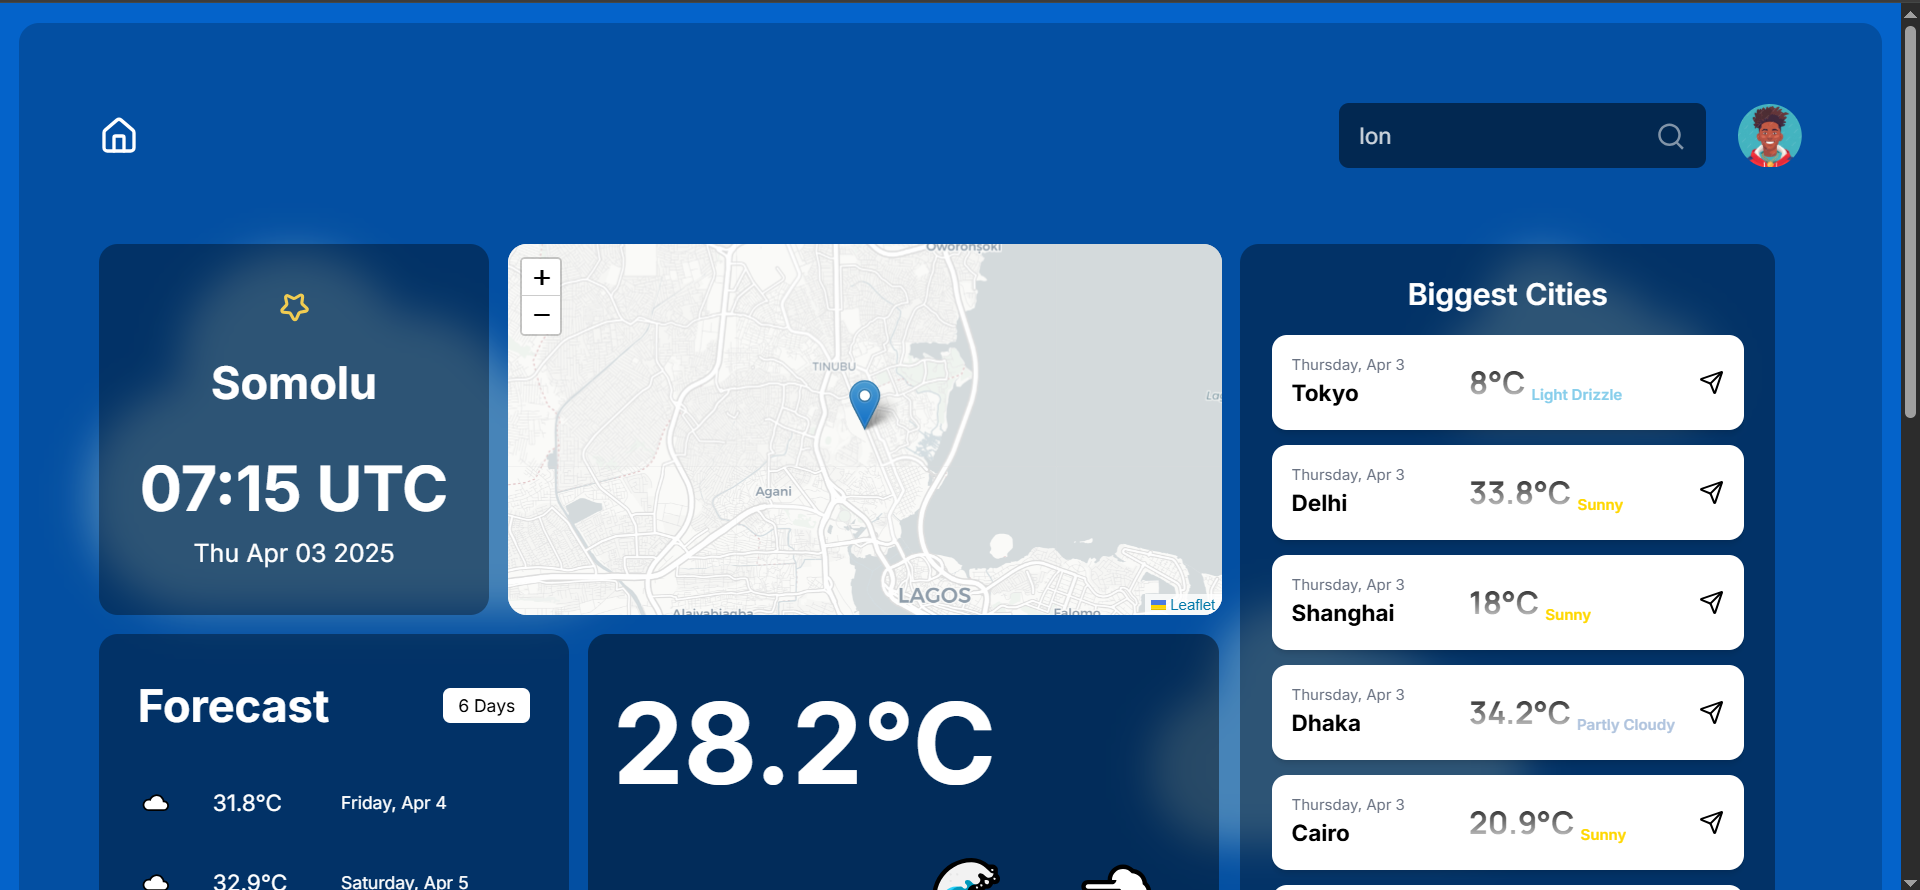 lon
Somolu
07:15 UTC
Thu Apr 03 2025
+
−
Oworonsoki
TINUBU
Agani
LAGOS
Falomo
Leaflet
Biggest Cities
Thursday, Apr 3
Tokyo
8°C Light Drizzle
Thursday, Apr 3
Delhi
33.8°C Sunny
Thursday, Apr 3
Shanghai
18°C Sunny
Thursday, Apr 3
Dhaka
34.2°C Partly Cloudy
Thursday, Apr 3
Cairo
20.9°C Sunny
Forecast
6 Days
31.8°C Friday, Apr 4
32.9°C Saturday, Apr 5
28.2°C